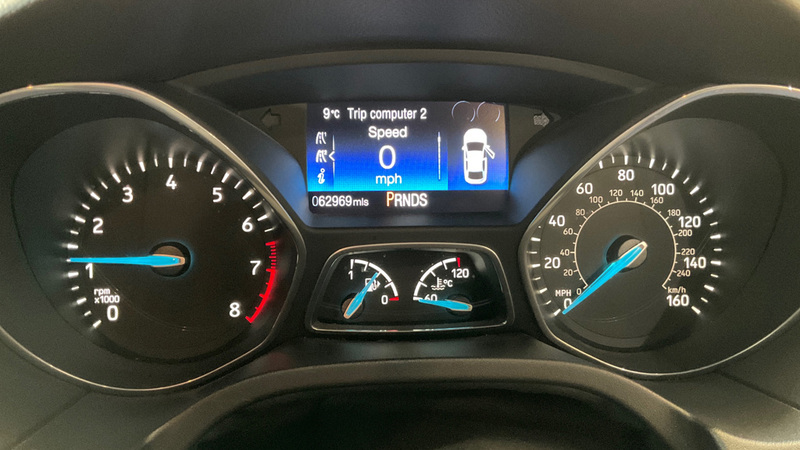 9°C Trip computer 2
Speed
0
mph
062969mls PRNDS
0 1 2 3 4 5 6 7 8
rpm
x1000
1 0
60 120
°C
0 20 40 60 80 100 120 140 160
0 20 40 60 80 100 120 140 160 200 240
MPH km/h